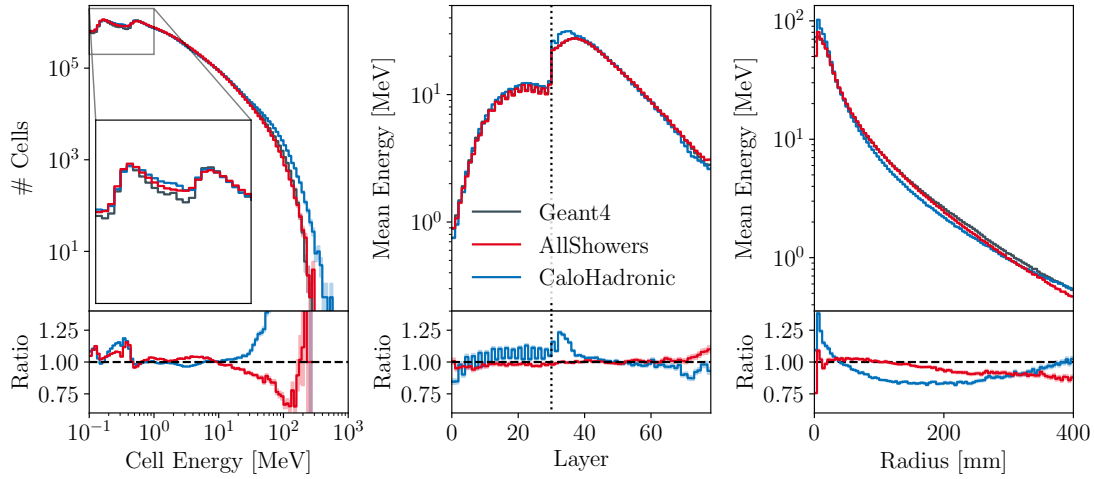 # Cells
10^5
10^3
10^1
Ratio
1.25
1.00
0.75
10^-1
10^0
10^1
10^2
10^3
Cell Energy [MeV]
Mean Energy [MeV]
10^1
10^0
Geant4
AllShowers
CaloHadronic
Ratio
1.25
1.00
0.75
0
20
40
60
Layer
Mean Energy [MeV]
10^2
10^1
10^0
Ratio
1.25
1.00
0.75
0
200
400
Radius [mm]